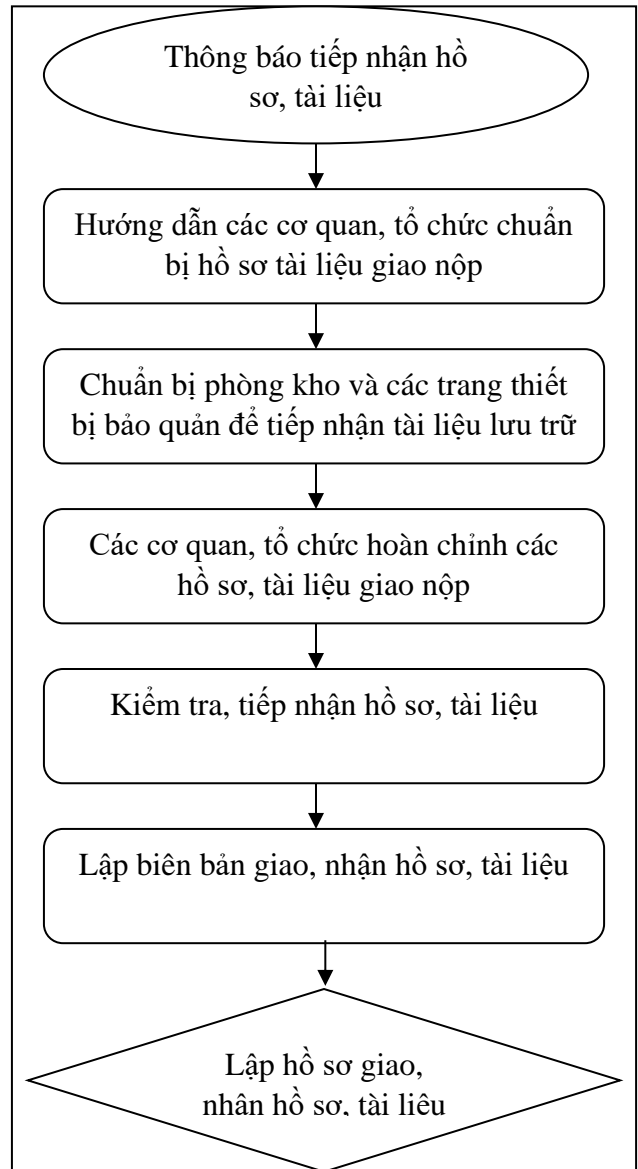 Thông báo tiếp nhận hồ
sơ, tài liệu
Hướng dẫn các cơ quan, tổ chức chuẩn
bị hồ sơ tài liệu giao nộp
Chuẩn bị phòng kho và các trang thiết
bị bảo quản để tiếp nhận tài liệu lưu trữ
Các cơ quan, tổ chức hoàn chỉnh các
hồ sơ, tài liệu giao nộp
Kiểm tra, tiếp nhận hồ sơ, tài liệu
Lập biên bản giao, nhận hồ sơ, tài liệu
Lập hồ sơ giao,
nhận hồ sơ, tài liệu